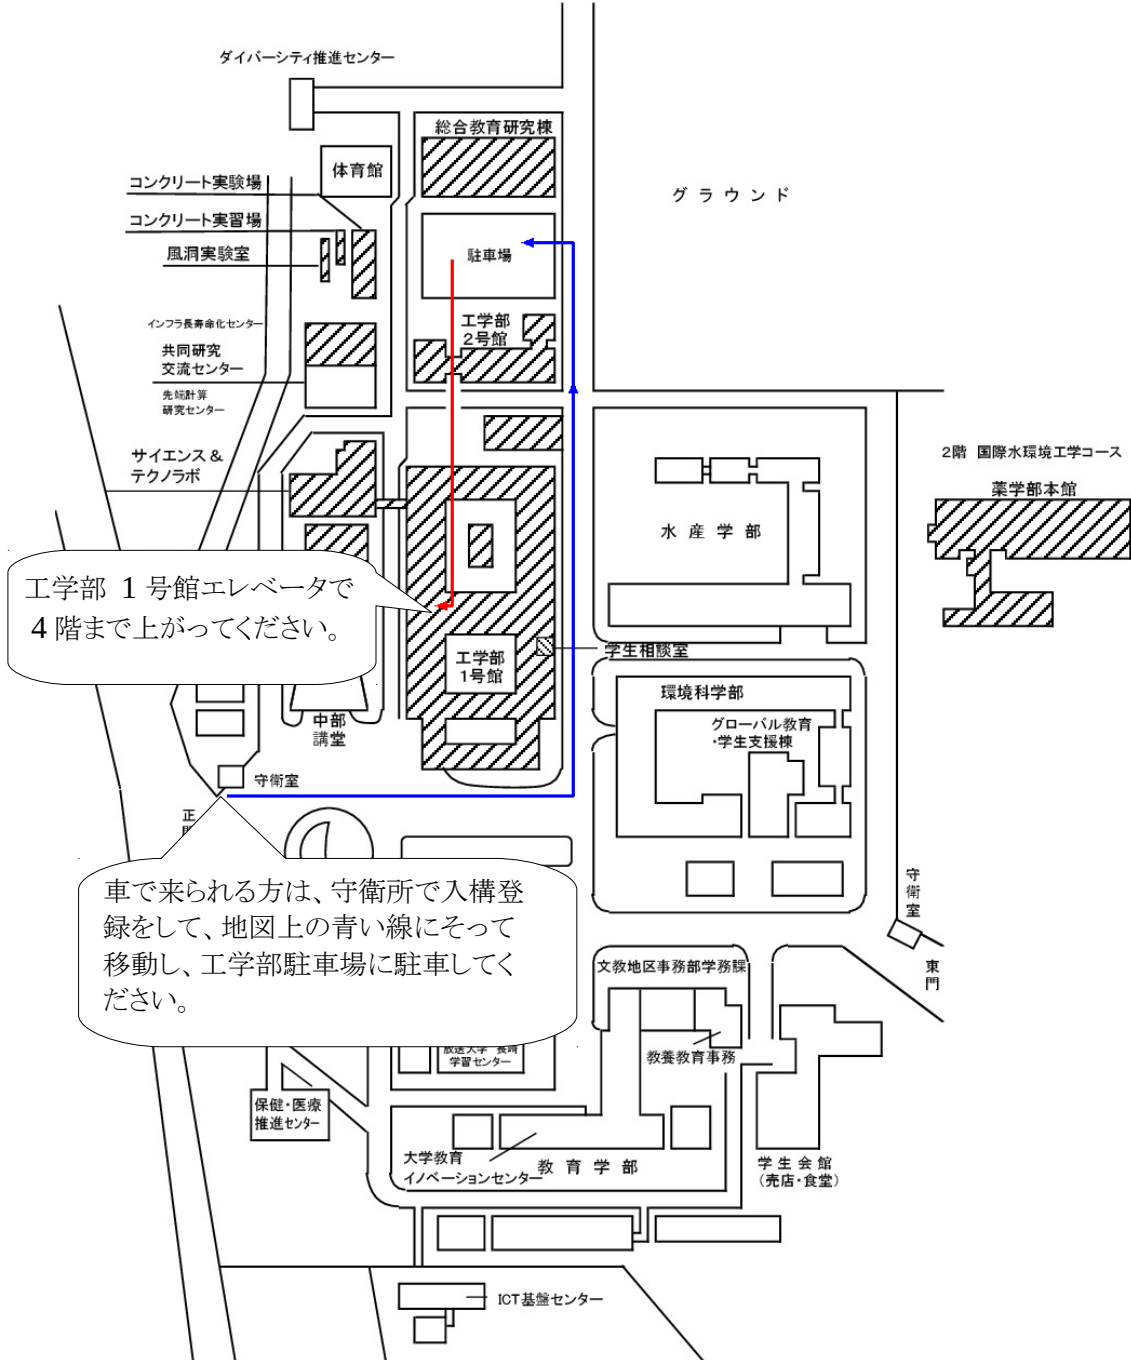 ダイバーシティ推進センター
総合教育研究棟
体育館
コンクリート実験場
グラウンド
コンクリート実習場
風洞実験室
駐車場
インフラ長寿命化センター
工学部
2号館
共同研究
交流センター
先端計算
研究センター
サイエンス&
テクノラボ
2階 国際水環境工学コース
薬学部本館
水産学部
工学部 1 号館エレベータで
4 階まで上がってください。
工学部
1号館
学生相談室
環境科学部
中部
講堂
グローバル教育
・学生支援棟
守衛室
正
守衛室
車で来られる方は、守衛所で入構登
録をして、地図上の青い線にそって
移動し、工学部駐車場に駐車してく
ださい。
文教地区事務部学務課
東門
教養教育事務
放送大学 長崎
学習センター
保健・医療
推進センター
大学教育
イノベーションセンター
教育学部
学生会館
(売店・食堂)
ICT基盤センター